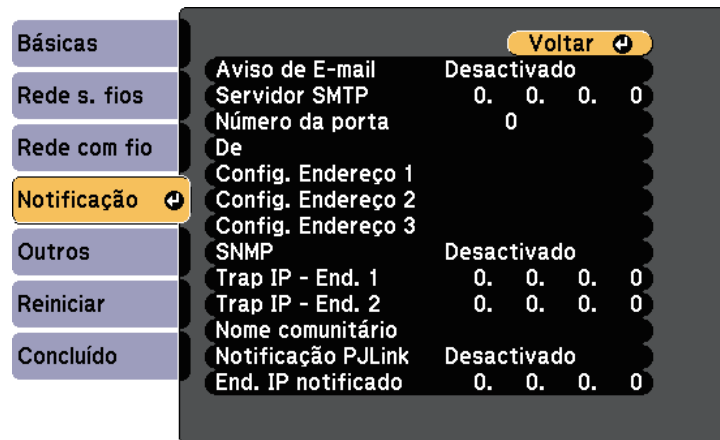 Básicas
Rede s. fios
Rede com fio
Notificação
Outros
Reiniciar
Concluído
Voltar
Aviso de E-mail Desactivado
Servidor SMTP 0. 0. 0. 0
Número da porta 0
De
Config. Endereço 1
Config. Endereço 2
Config. Endereço 3
SNMP Desactivado
Trap IP - End. 1 0. 0. 0. 0
Trap IP - End. 2 0. 0. 0. 0
Nome comunitário
Notificação PJLink Desactivado
End. IP notificado 0. 0. 0. 0